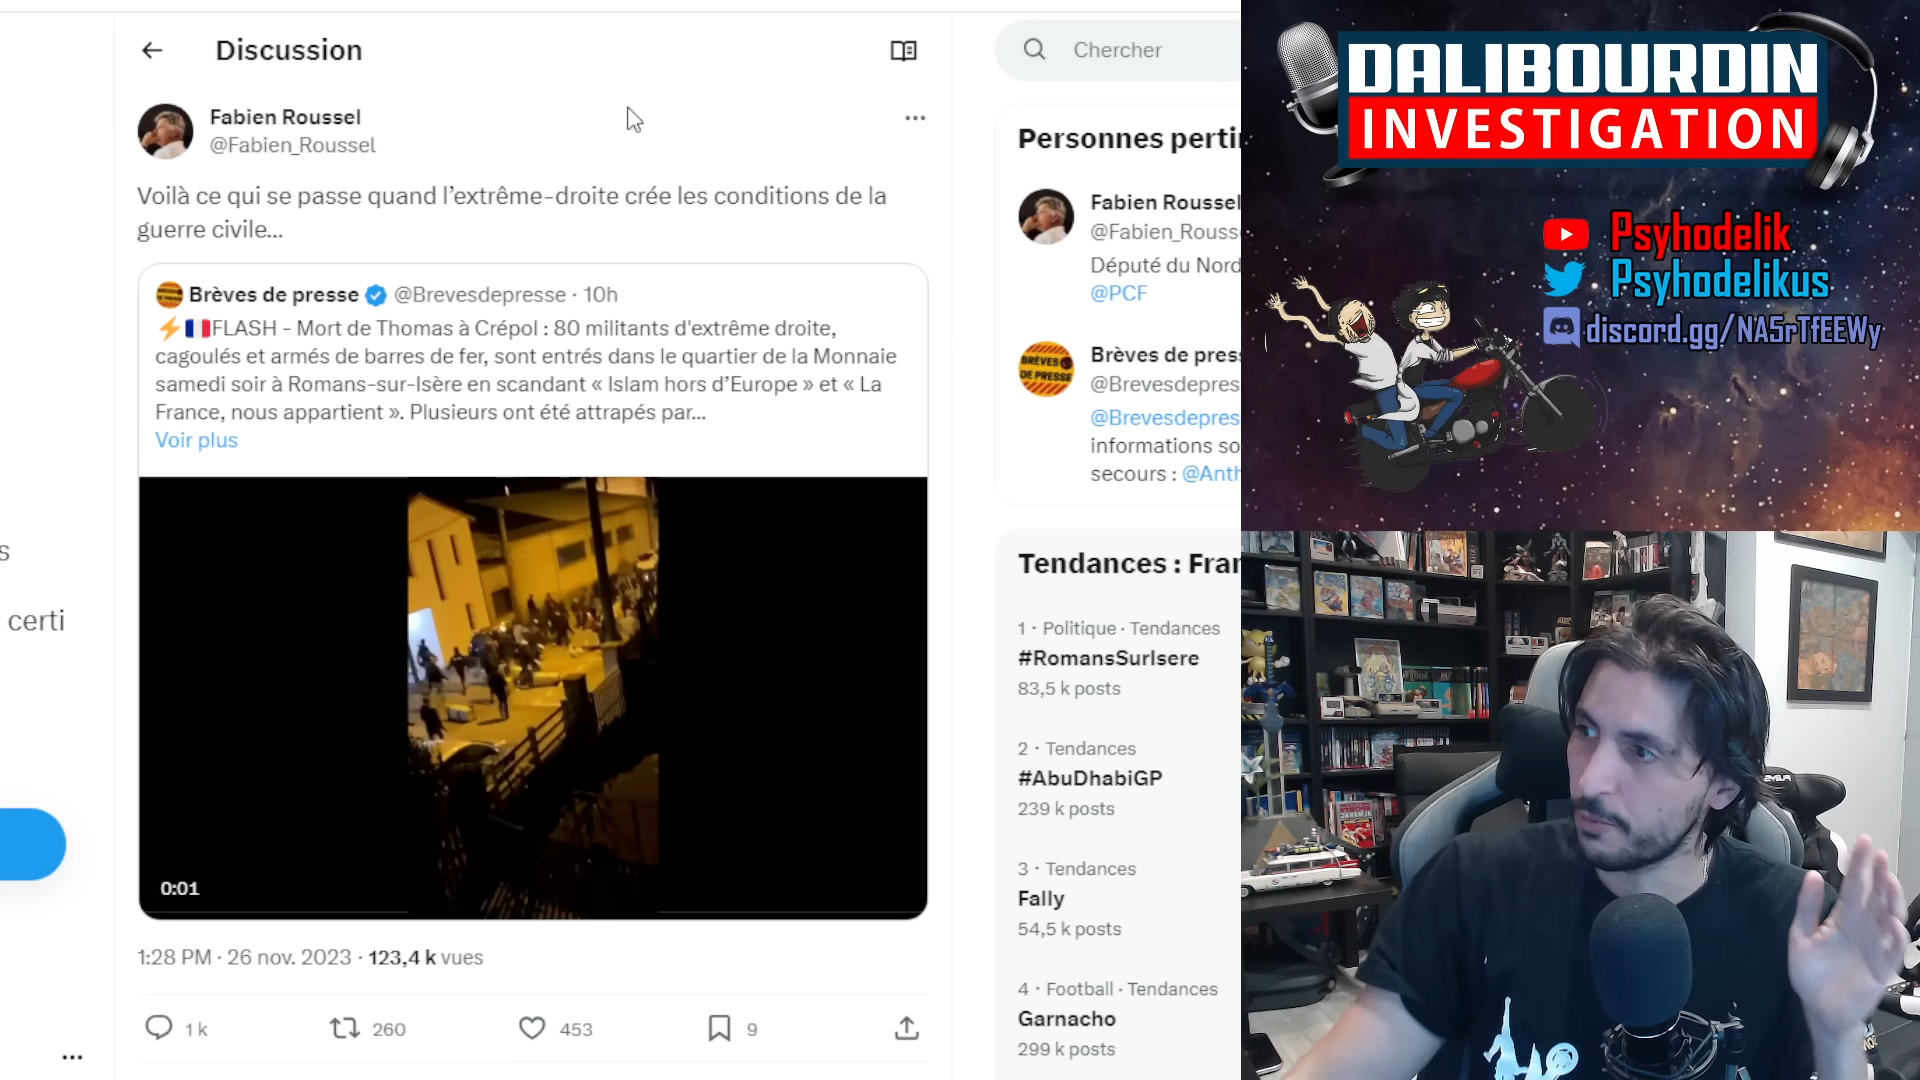 Discussion
Fabien Roussel
@Fabien_Roussel
Voilà ce qui se passe quand l’extrême-droite crée les conditions de la
guerre civile...
Brèves de presse @Brevesdepresse · 10h
⚡🇫🇷FLASH - Mort de Thomas à Crépol : 80 militants d'extrême droite,
cagoulés et armés de barres de fer, sont entrés dans le quartier de la Monnaie
samedi soir à Romans-sur-Isère en scandant « Islam hors d’Europe » et « La
France, nous appartient ». Plusieurs ont été attrapés par...
Voir plus
0:01
1:28 PM · 26 nov. 2023 · 123,4 k vues
1 k
260
453
9
s
certi
Chercher
Personnes perti
Fabien Roussel
@Fabien_Rousse
Député du Nord
@PCF
BRÈVES
DE PRESSE
Brèves de press
@Brevesdepres
@Brevesdepres
informations so
secours : @Anth
Tendances : Fran
1 · Politique · Tendances
#RomansSurIsere
83,5 k posts
2 · Tendances
#AbuDhabiGP
239 k posts
3 · Tendances
Fally
54,5 k posts
4 · Football · Tendances
Garnacho
299 k posts
DALIBOURDIN
INVESTIGATION
Psyhodelik
Psyhodelikus
discord.gg/NA5rTfEEWy